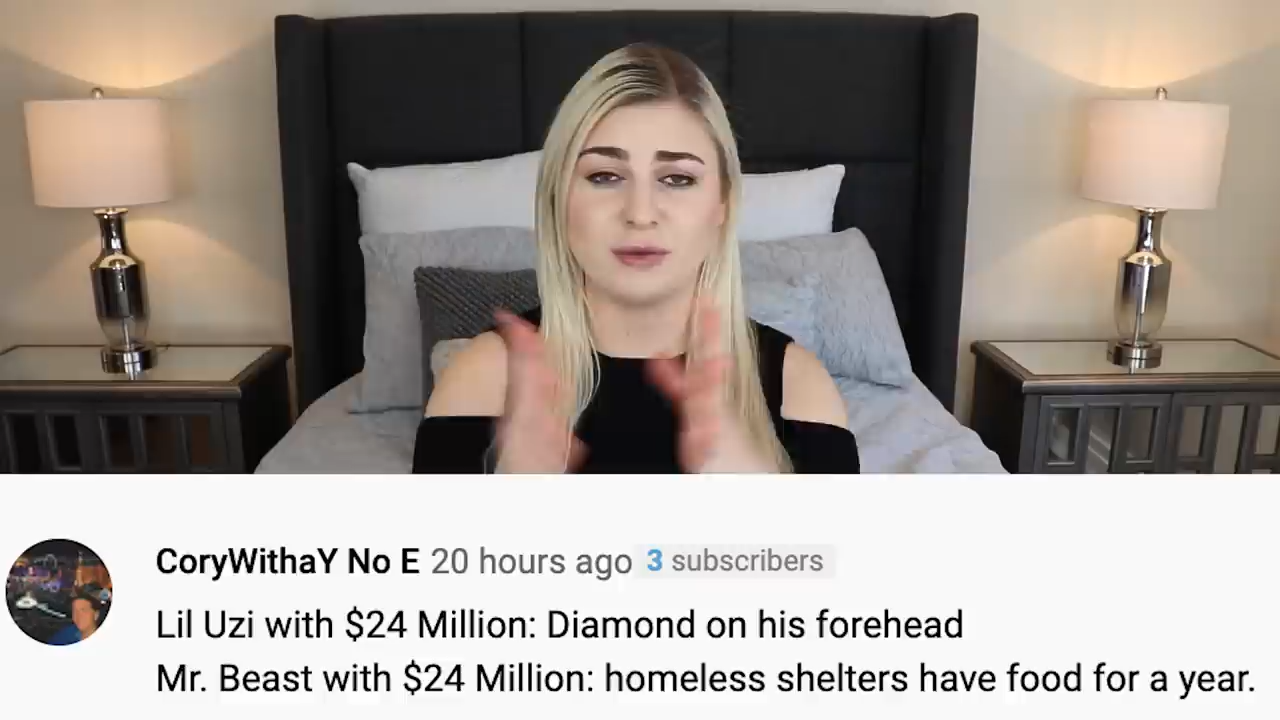 CoryWithaY No E 20 hours ago 3 subscribers
Lil Uzi with $24 Million: Diamond on his forehead
Mr. Beast with $24 Million: homeless shelters have food for a year.